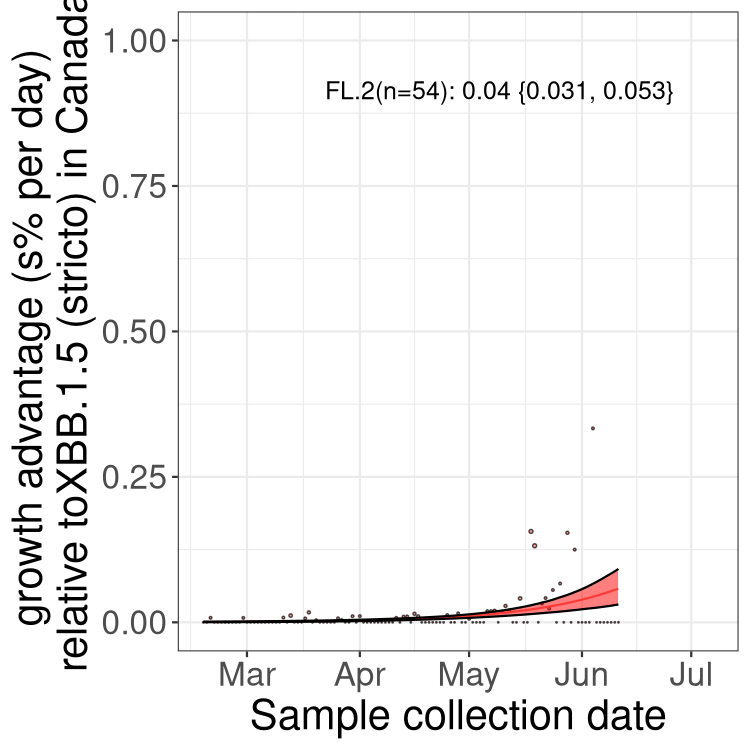 growth advantage (s% per day)
relative toXBB.1.5 (stricto) in Canada
1.00
0.75
0.50
0.25
0.00
FL.2(n=54): 0.04 {0.031, 0.053}
Mar Apr May Jun Jul
Sample collection date